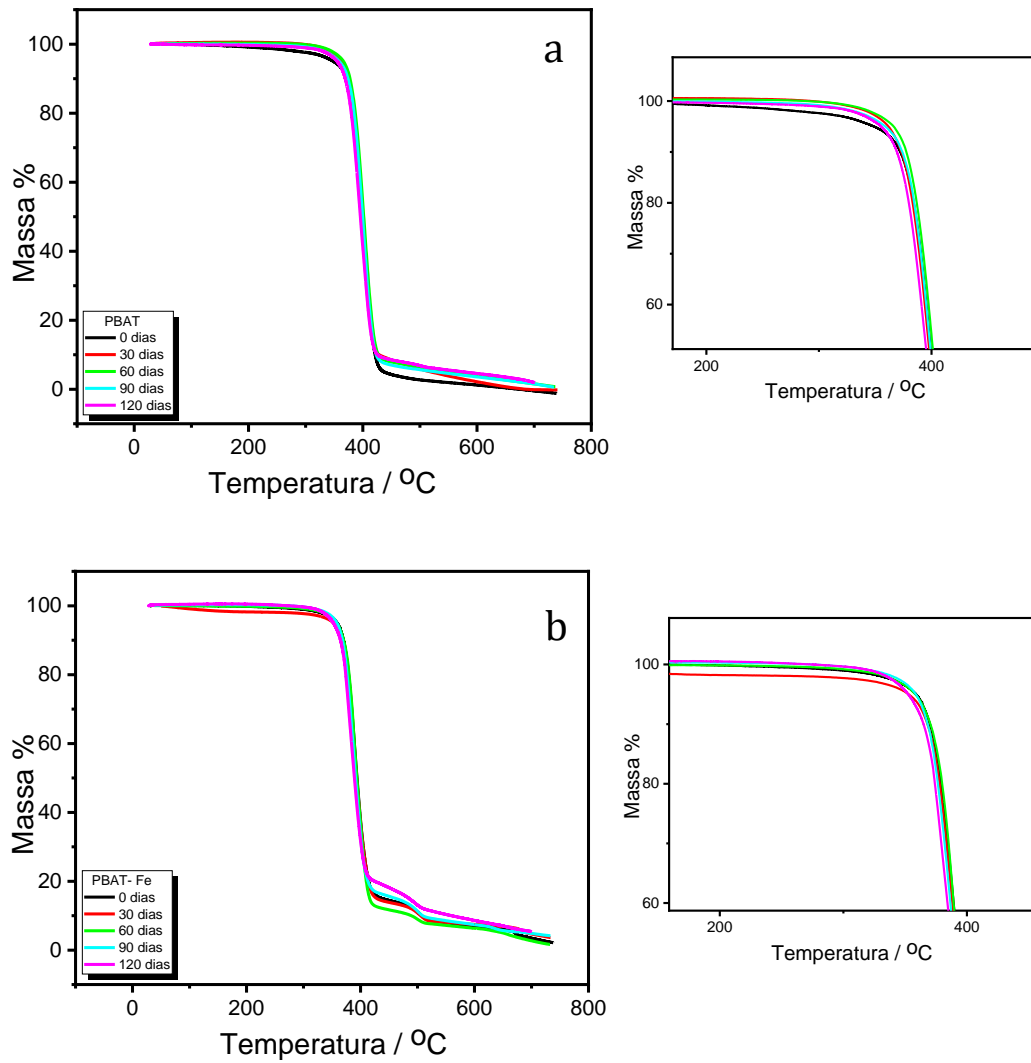 a
Massa %
100
80
60
40
20
0
PBAT
0 dias
30 dias
60 dias
90 dias
120 dias
0 200 400 600 800
Temperatura / ºC
Massa %
100
80
60
200 400
Temperatura / ºC
b
Massa %
100
80
60
40
20
0
PBAT- Fe
0 dias
30 dias
60 dias
90 dias
120 dias
0 200 400 600 800
Temperatura / ºC
Massa %
100
80
60
200 400
Temperatura / ºC